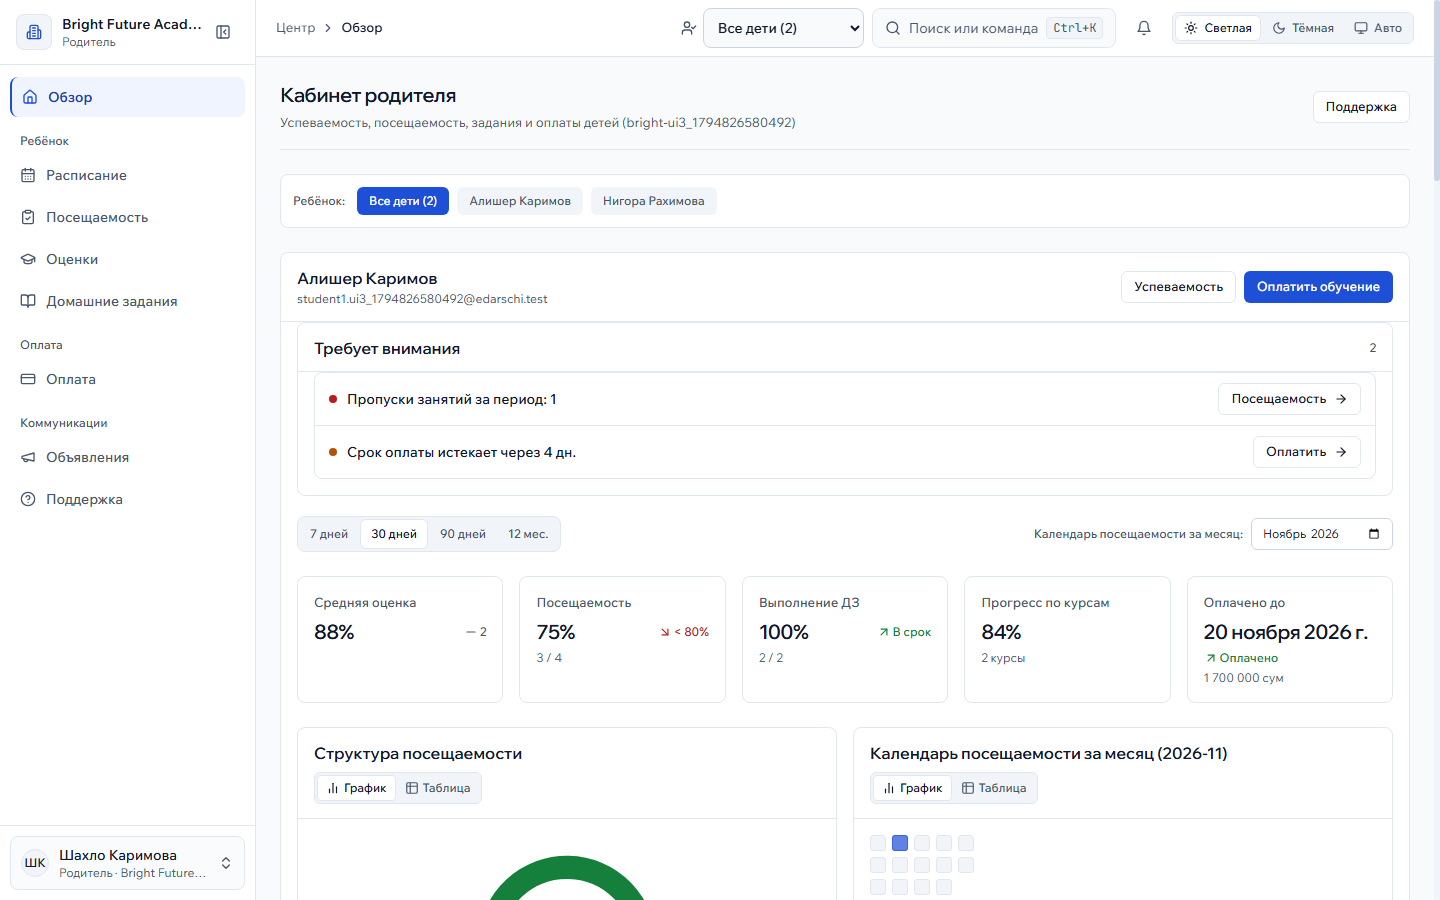 Bright Future Acad...
Родитель
Обзор
Ребёнок
Расписание
Посещаемость
Оценки
Домашние задания
Оплата
Оплата
Коммуникации
Объявления
Поддержка
ШК
Шахло Каримова
Родитель · Bright Future...
Центр
Обзор
Все дети (2)
Поиск или команда
Ctrl+K
Светлая
Тёмная
Авто
Кабинет родителя
Успеваемость, посещаемость, задания и оплаты детей (bright-ui3_1794826580492)
Поддержка
Ребёнок:
Все дети (2)
Алишер Каримов
Нигора Рахимова
Алишер Каримов
student1.ui3_1794826580492@edarschi.test
Успеваемость
Оплатить обучение
Требует внимания
2
Пропуски занятий за период: 1
Посещаемость
Срок оплаты истекает через 4 дн.
Оплатить
7 дней
30 дней
90 дней
12 мес.
Календарь посещаемости за месяц:
Ноябрь 2026
Средняя оценка
88%
— 2
Посещаемость
75%
< 80%
3 / 4
Выполнение ДЗ
100%
В срок
2 / 2
Прогресс по курсам
84%
2 курсы
Оплачено до
20 ноября 2026 г.
Оплачено
1 700 000 сум
Структура посещаемости
График
Таблица
Календарь посещаемости за месяц (2026-11)
График
Таблица